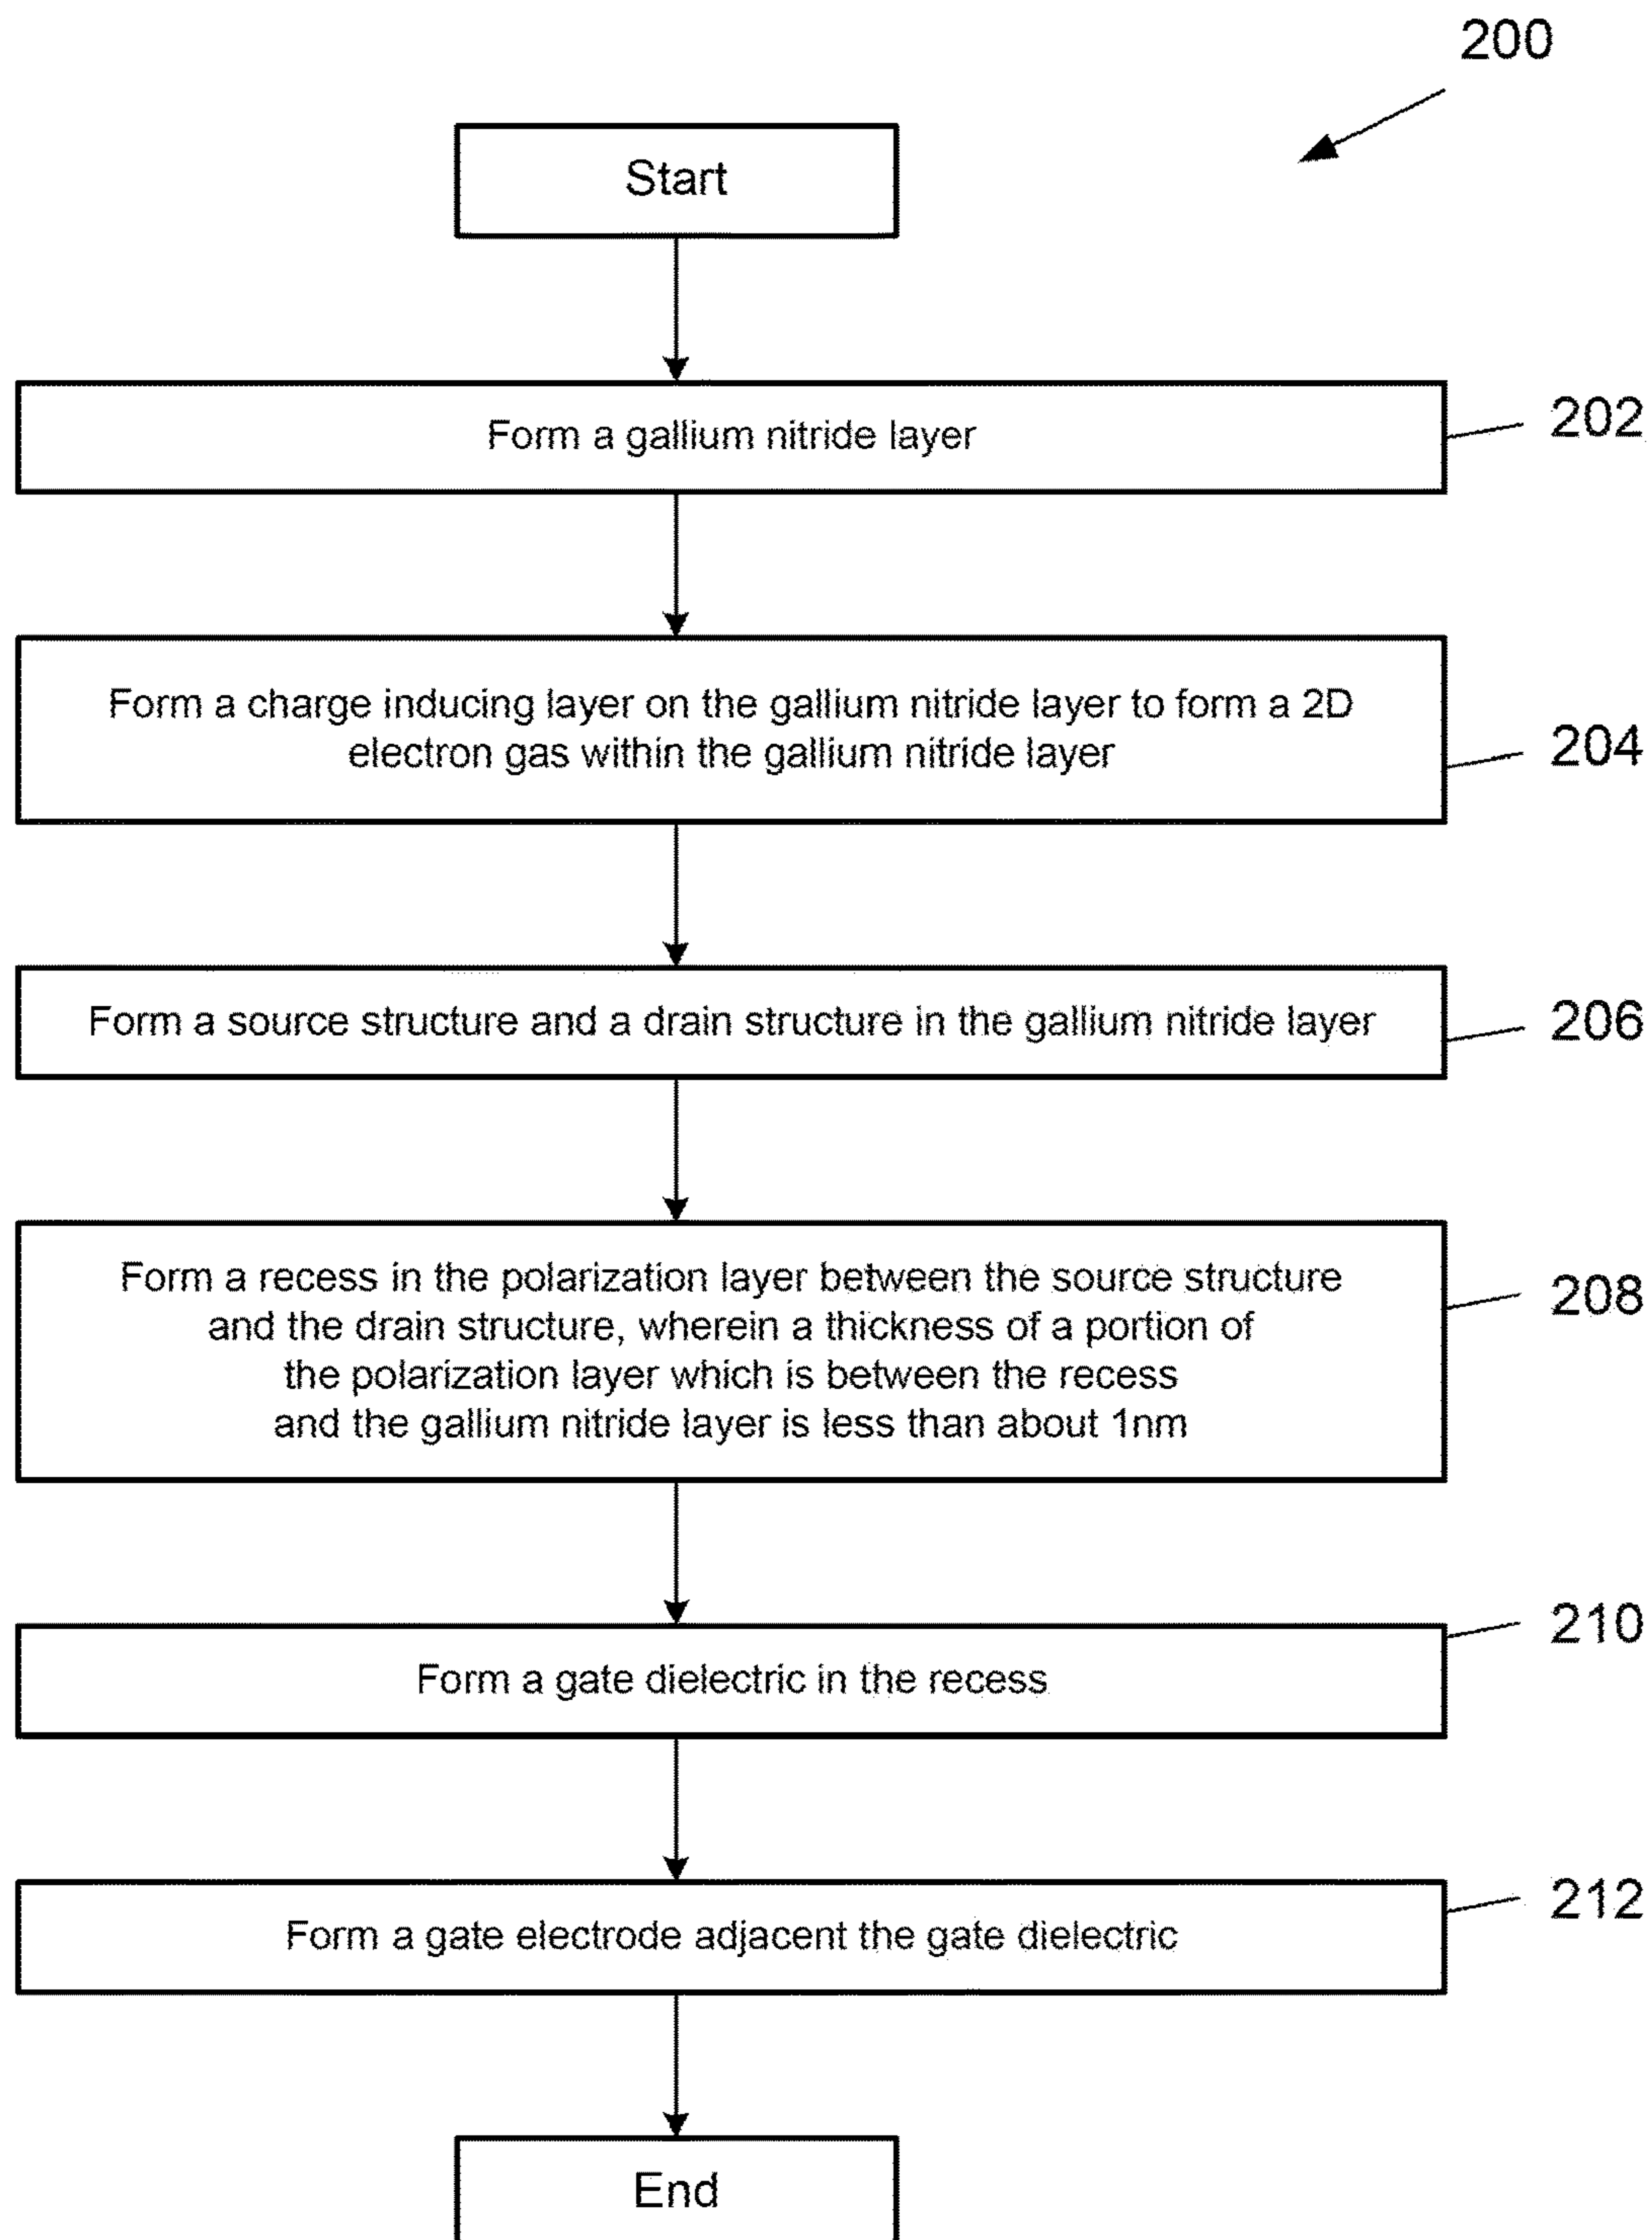 200
Start
Form a gallium nitride layer
202
Form a charge inducing layer on the gallium nitride layer to form a 2D
electron gas within the gallium nitride layer
204
Form a source structure and a drain structure in the gallium nitride layer
206
Form a recess in the polarization layer between the source structure
and the drain structure, wherein a thickness of a portion of
the polarization layer which is between the recess
and the gallium nitride layer is less than about 1nm
208
Form a gate dielectric in the recess
210
Form a gate electrode adjacent the gate dielectric
212
End